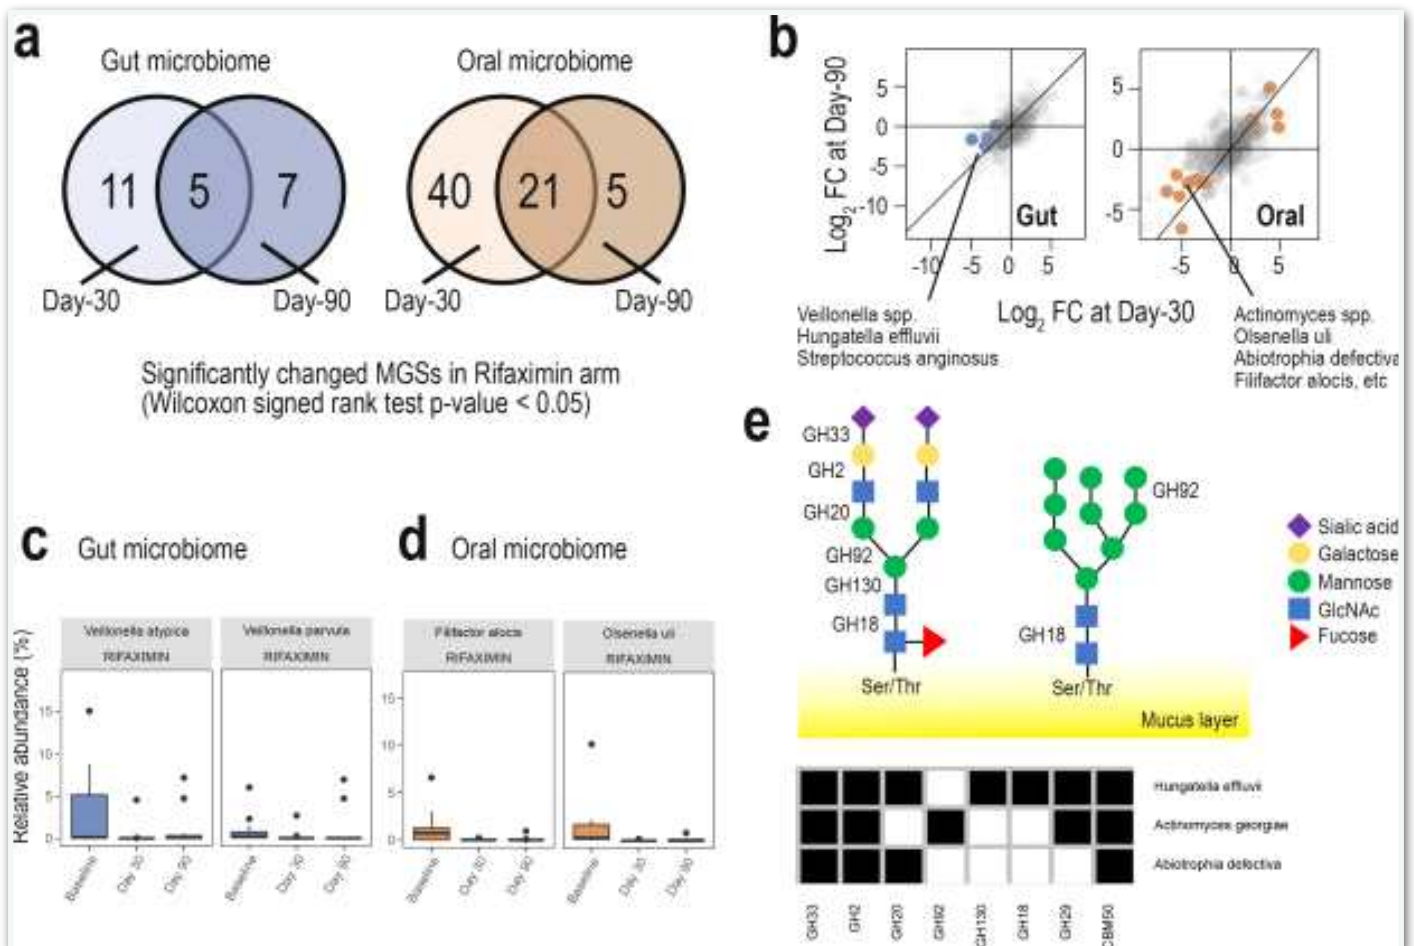 a
Gut microbiome
Oral microbiome
11
5
7
40
21
5
Day-30
Day-90
Day-30
Day-90
Significantly changed MGSs in Rifaximin arm
(Wilcoxon signed rank test p-value < 0.05)
b
Log2 FC at Day-90
5
0
-5
-10
Gut
-10
-5
0
5
5
0
-5
Oral
-5
0
5
Log2 FC at Day-30
Veillonella spp.
Hungatella effluvii
Streptococcus anginosus
Actinomyces spp.
Olsenella uli
Abiotrophia defectiva
Filifactor alocis, etc
c
Gut microbiome
Relative abundance (%)
Veillonella atypica
RIFAXIMIN
Veillonella parvula
RIFAXIMIN
15
10
5
0
Baseline
Day 30
Day 90
Baseline
Day 30
Day 90
d
Oral microbiome
Filifactor alocis
RIFAXIMIN
Olsenella uli
RIFAXIMIN
15
10
5
0
Baseline
Day 30
Day 90
Baseline
Day 30
Day 90
e
GH33
GH2
GH20
GH92
GH130
GH18
Ser/Thr
GH92
GH18
Ser/Thr
Mucus layer
Sialic acid
Galactose
Mannose
GlcNAc
Fucose
Hungatella effluvii
Actinomyces georgiae
Abiotrophia defectiva
GH33
GH2
GH20
GH92
GH130
GH18
GH29
CBM50